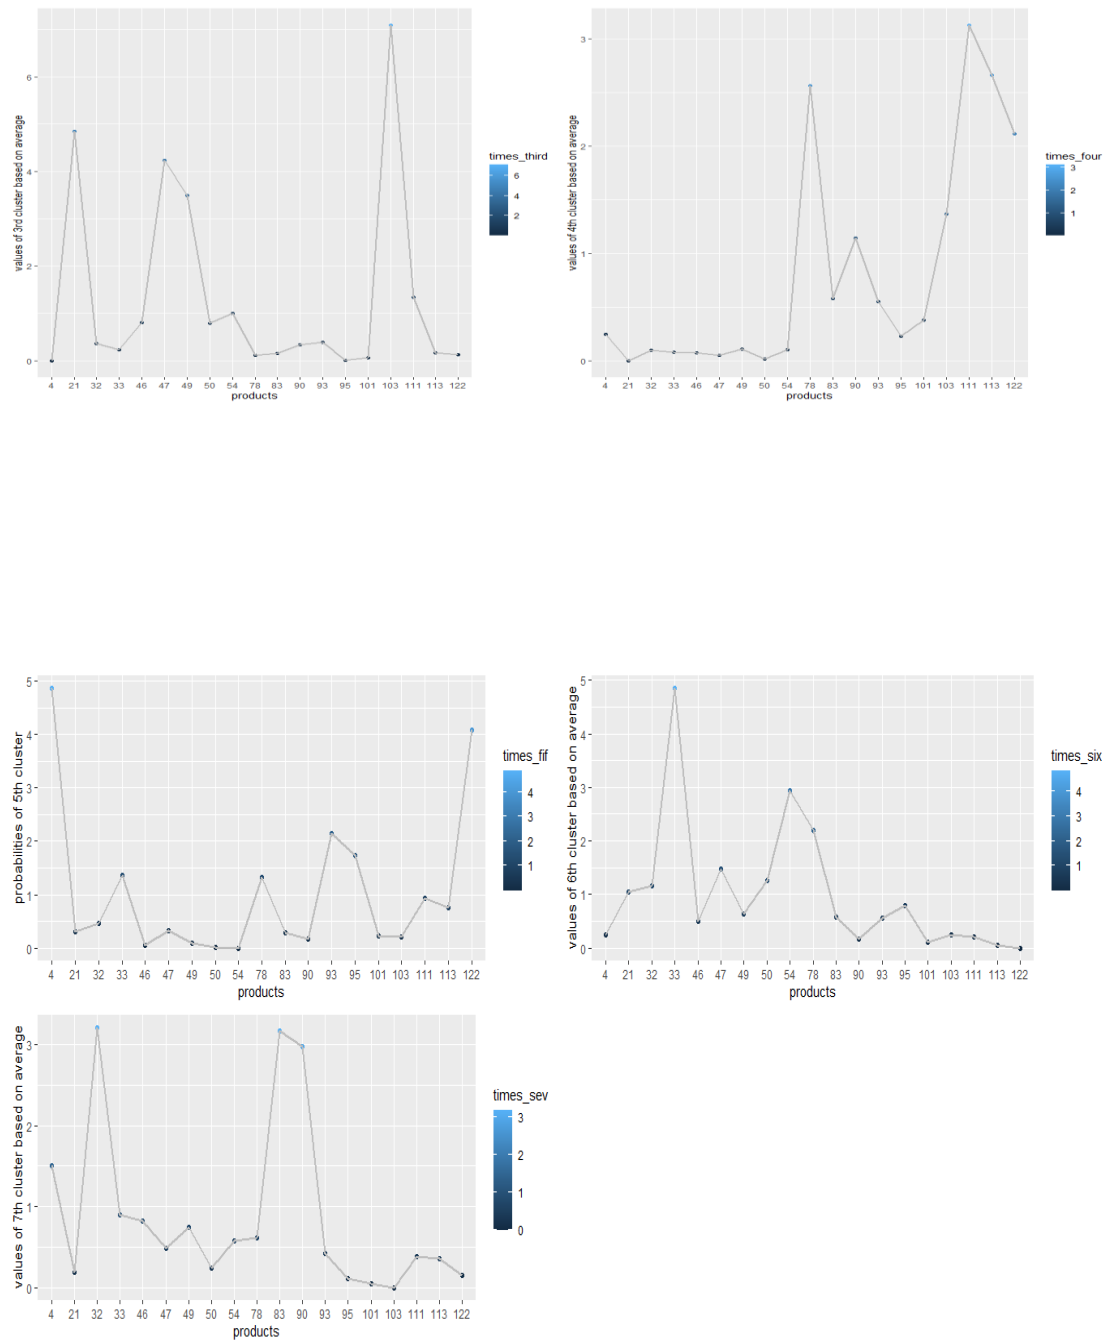 values of 3rd cluster based on average
6
4
2
0
4 21 32 33 46 47 49 50 54 78 83 90 93 95 101 103 111 113 122
products
times_third
6
4
2
values of 4th cluster based on average
3
2
1
0
4 21 32 33 46 47 49 50 54 78 83 90 93 95 101 103 111 113 122
products
times_four
3
2
1
probabilities of 5th cluster
5
4
3
2
1
0
4 21 32 33 46 47 49 50 54 78 83 90 93 95 101 103 111 113 122
products
times_fif
4
3
2
1
values of 6th cluster based on average
5
4
3
2
1
0
4 21 32 33 46 47 49 50 54 78 83 90 93 95 101 103 111 113 122
products
times_six
4
3
2
1
values of 7th cluster based on average
3
2
1
0
4 21 32 33 46 47 49 50 54 78 83 90 93 95 101 103 111 113 122
products
times_sev
3
2
1
0